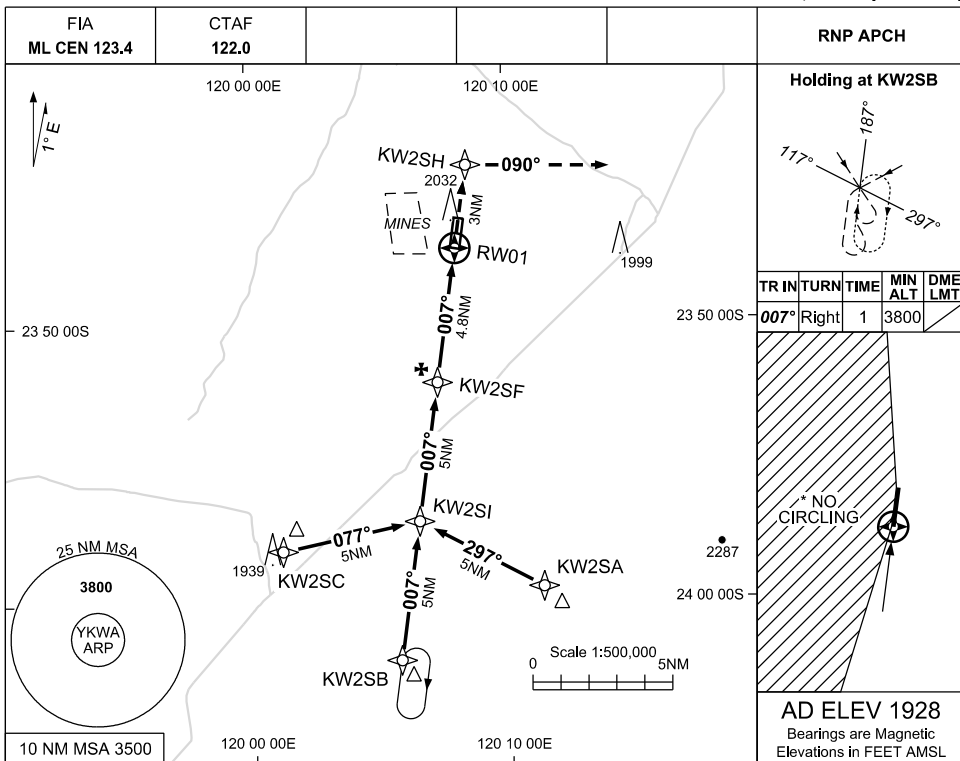 FIA
ML CEN 123.4
CTAF
122.0
RNP APCH
120 00 00E
120 10 00E
1° E
KW2SH
090°
2032
3NM
MINES
RW01
1999
007°
4.8NM
23 50 00S
23 50 00S
KW2SF
007°
5NM
KW2SI
077°
5NM
1939
KW2SC
297°
5NM
KW2SA
2287
24 00 00S
007°
5NM
KW2SB
25 NM MSA
3800
YKWA
ARP
10 NM MSA 3500
Scale 1:500,000
0
5NM
120 00 00E
120 10 00E
Holding at KW2SB
187°
117°
297°
TR IN TURN TIME MIN ALT DME LMT
007° Right 1 3800
* NO
CIRCLING
AD ELEV 1928
Bearings are Magnetic
Elevations in FEET AMSL